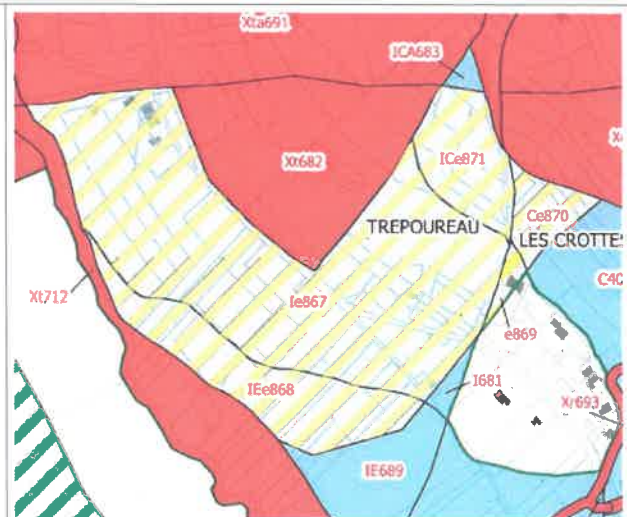 Xta691
ICA683
Xt682
ICe871
Ce870
TREPOUREAU
LES CROTTES
C40
Xt712
Ie867
e869
I681
IEe868
Xr693
IE689